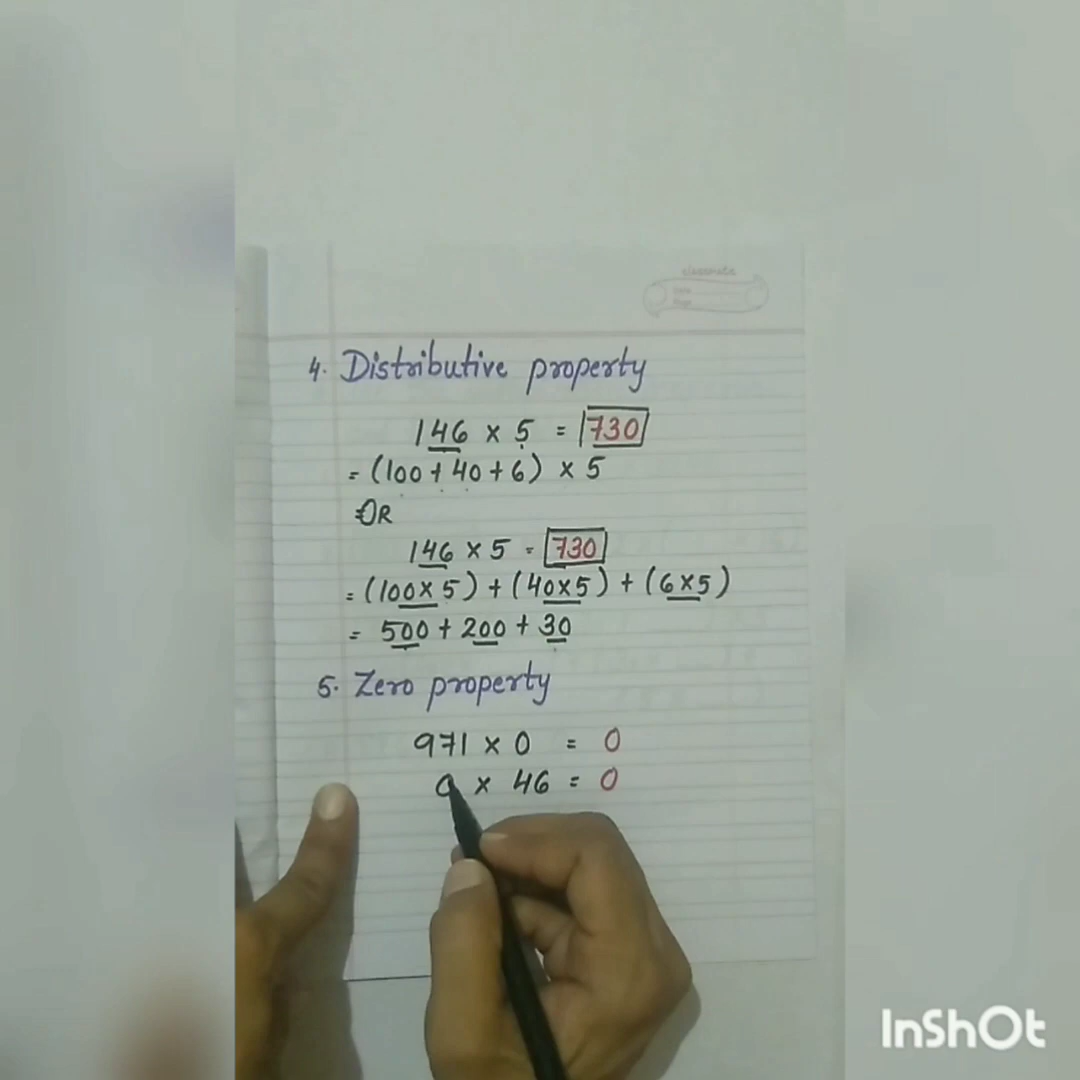 classmate
4. Distributive property
146 × 5 = 730
= (100 + 40 + 6) × 5
OR
146 × 5 = 730
= (100 × 5) + (40 × 5) + (6 × 5)
= 500 + 200 + 30
5. Zero property
971 × 0 = 0
0 × 46 = 0
InShOt